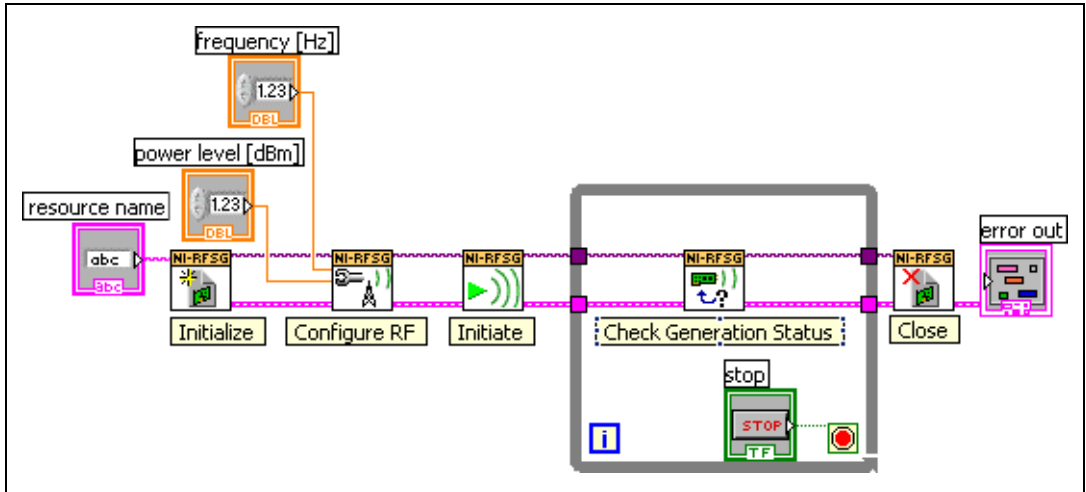 frequency [Hz]
1.23
DBL
power level [dBm]
1.23
DBL
resource name
abc
abc
NI-RFSG
NI-RFSG
NI-RFSG
NI-RFSG
NI-RFSG
error out
?
Initialize
Configure RF
Initiate
Check Generation Status
Close
stop
STOP
TF
i